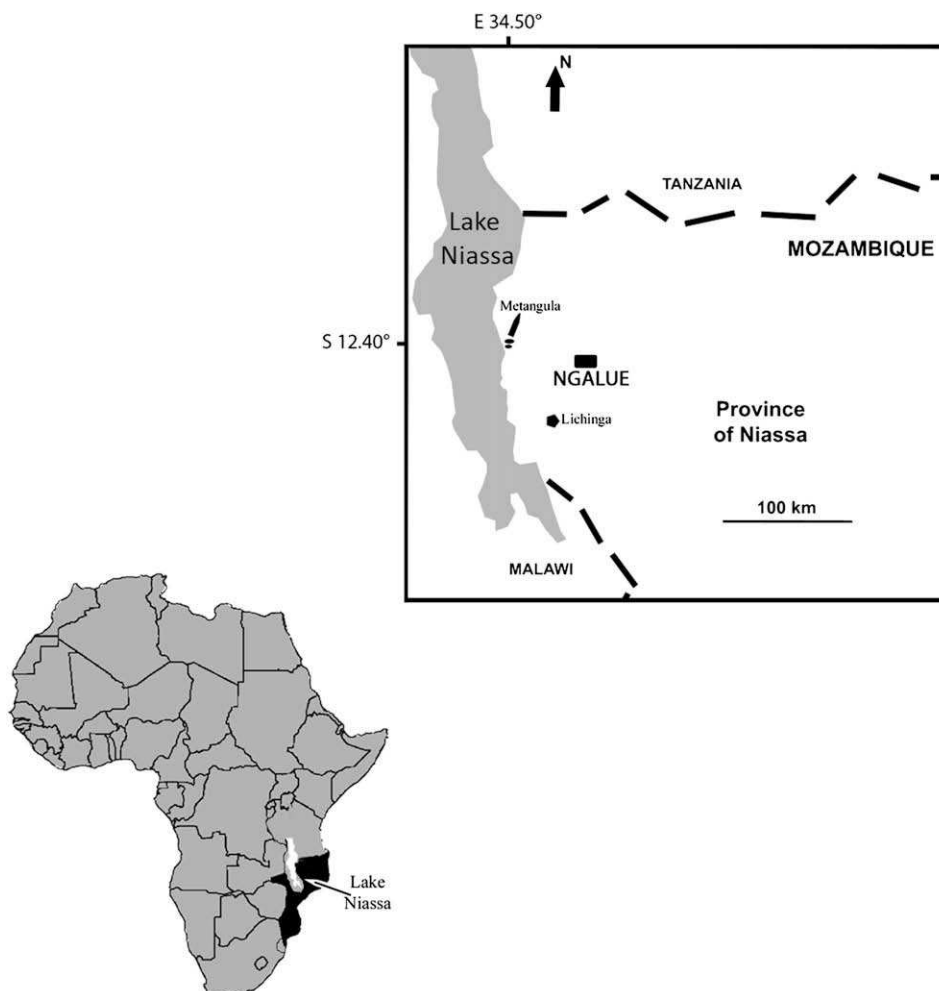 E 34.50°
N
TANZANIA
Lake
Niassa
MOZAMBIQUE
Metangula
S 12.40°
NGALUE
Lichinga
Province
of Niassa
100 km
MALAWI
Lake
Niassa